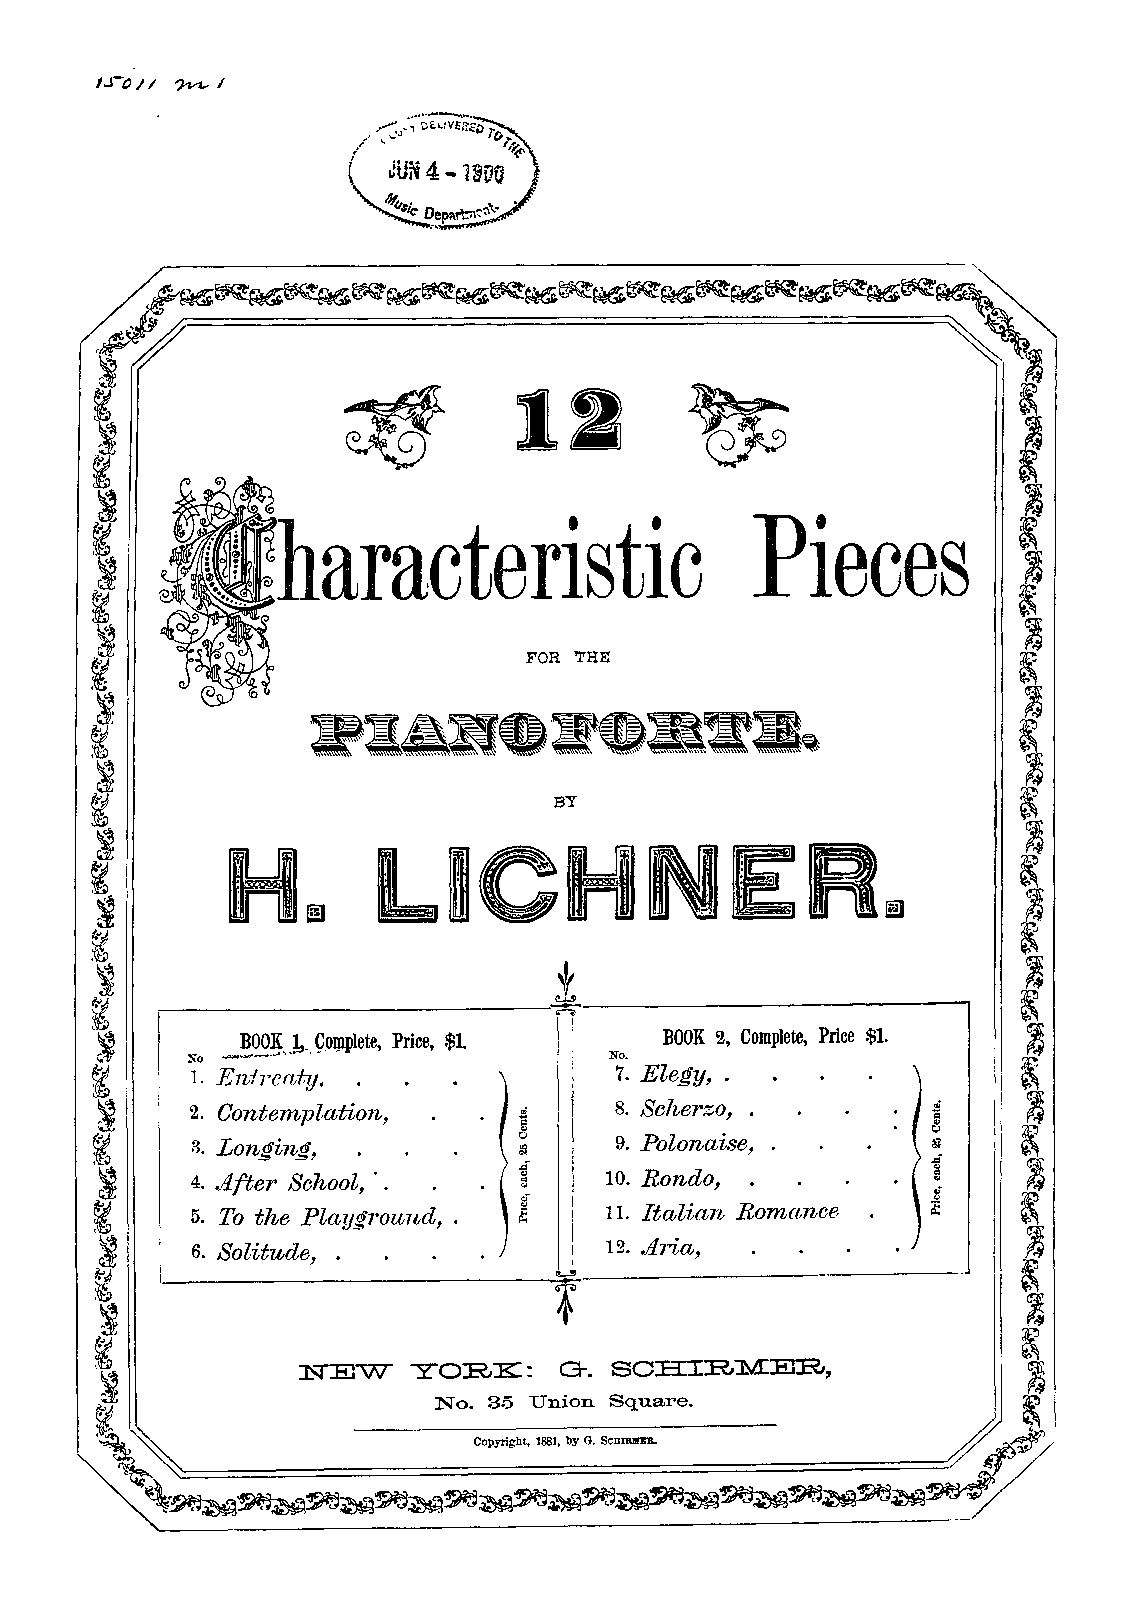 15011 m 1
COPY DELIVERED TO THE
JUN 4 - 1900
Music Department.
12
Characteristic Pieces
FOR THE
PIANOFORTE.
BY
H. LICHNER.
BOOK 1, Complete, Price, $1.
No
1. Entreaty. . . .
2. Contemplation, . .
3. Longing, . . .
4. After School, . . .
5. To the Playground, .
6. Solitude, . . . .
Price, each, 25 Cents.
BOOK 2, Complete, Price $1.
No.
7. Elegy, . . . .
8. Scherzo, . . . .
9. Polonaise, . . .
10. Rondo, . . . .
11. Italian Romance .
12. Aria, . . . .
Price, each, 25 Cents.
NEW YORK: G. SCHIRMER,
No. 35 Union Square.
Copyright, 1881, by G. SCHIRMER.